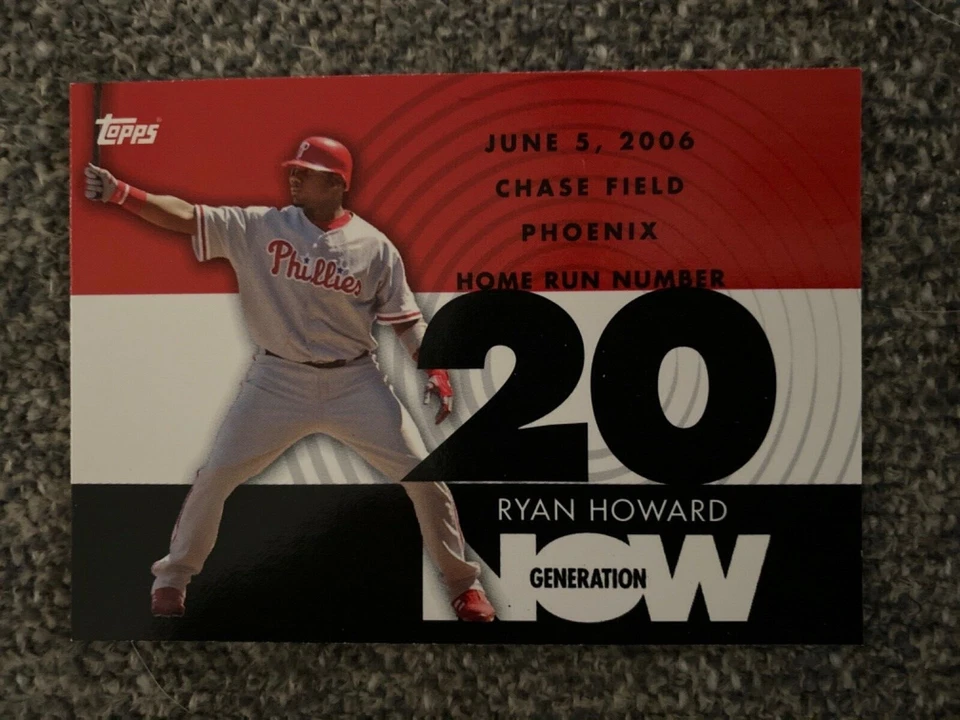 Topps
JUNE 5, 2006
CHASE FIELD
PHOENIX
HOME RUN NUMBER
Phillies
20
RYAN HOWARD
GENERATION
NOW